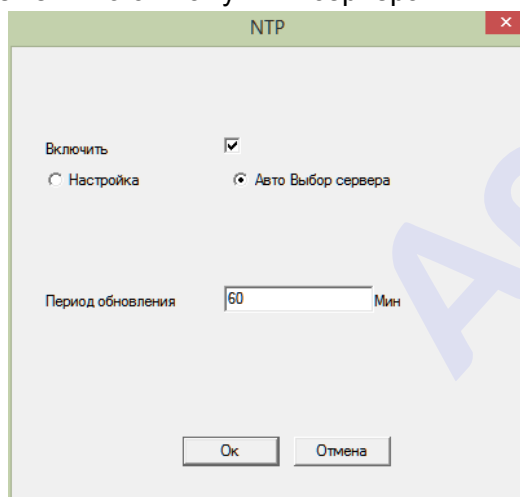 NTP
Включить
Настройка
Авто Выбор сервера
Период обновления 60 Мин
Ок Отмена